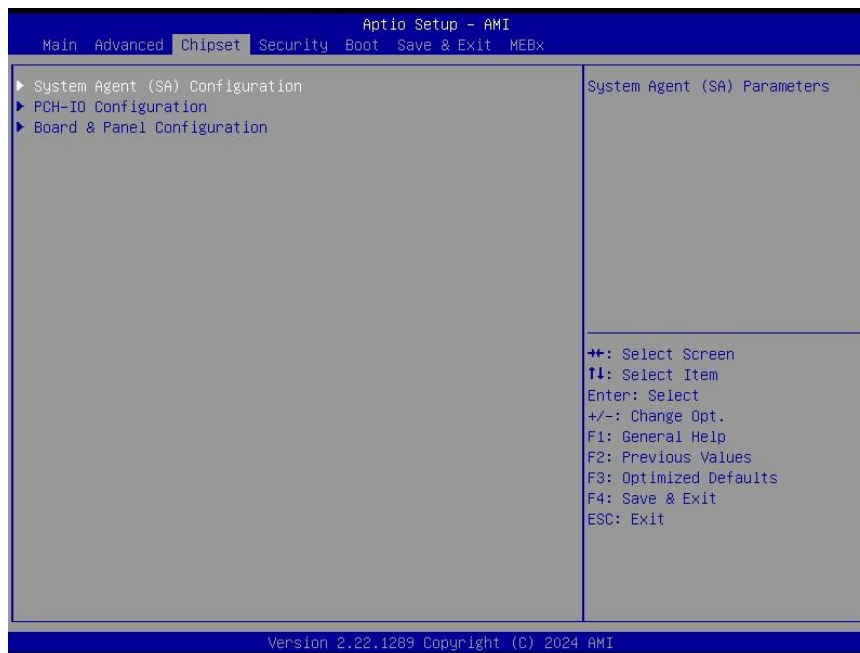 Aptio Setup – AMI
Main Advanced Chipset Security Boot Save & Exit MEBx
▶ System Agent (SA) Configuration
▶ PCH-IO Configuration
▶ Board & Panel Configuration
System Agent (SA) Parameters
→←: Select Screen
↑↓: Select Item
Enter: Select
+/-: Change Opt.
F1: General Help
F2: Previous Values
F3: Optimized Defaults
F4: Save & Exit
ESC: Exit
Version 2.22.1289 Copyright (C) 2024 AMI